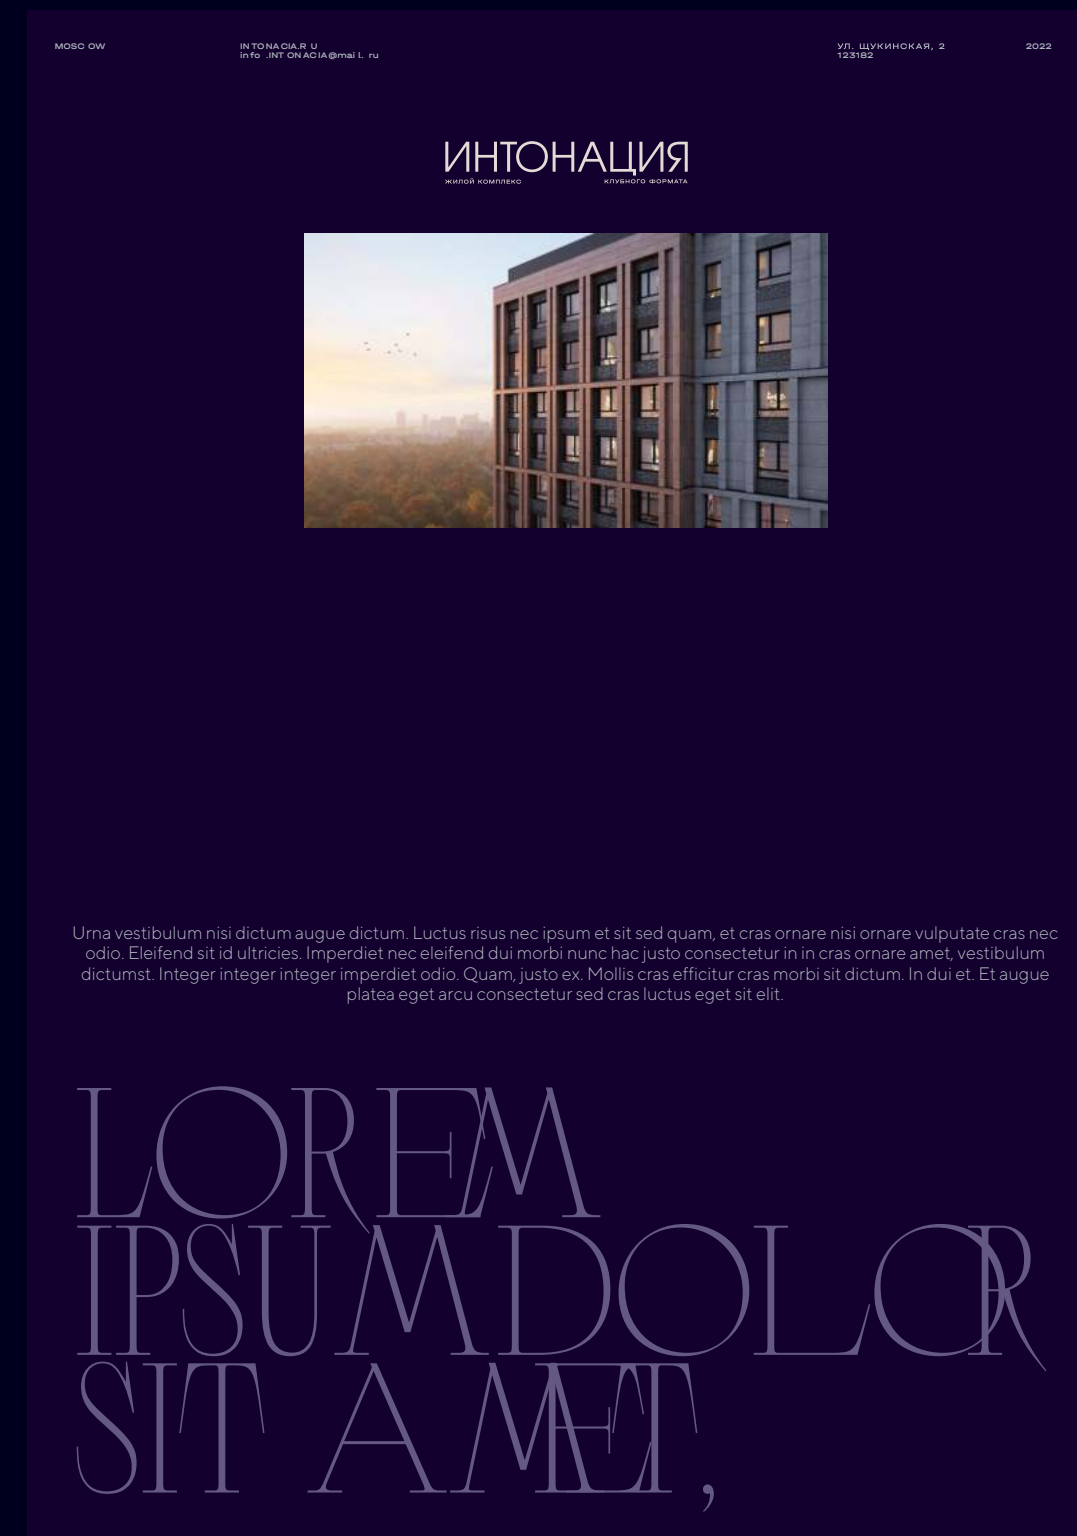 MOSC OW
INTONACIA.R U
info .INT ONACIA@mai l. ru
УЛ. ЩУКИНСКАЯ, 2
123182
2022
ИНТОНАЦИЯ
ЖИЛОЙ КОМПЛЕКС
КЛУБНОГО ФОРМАТА
Urna vestibulum nisi dictum augue dictum. Luctus risus nec ipsum et sit sed quam, et cras ornare nisi ornare vulputate cras nec
odio. Eleifend sit id ultricies. Imperdiet nec eleifend dui morbi nunc hac justo consectetur in in cras ornare amet, vestibulum
dictumst. Integer integer integer imperdiet odio. Quam, justo ex. Mollis cras efficitur cras morbi sit dictum. In dui et. Et augue
platea eget arcu consectetur sed cras luctus eget sit elit.
LOREM
IPSUM DOLOR
SIT AMET,